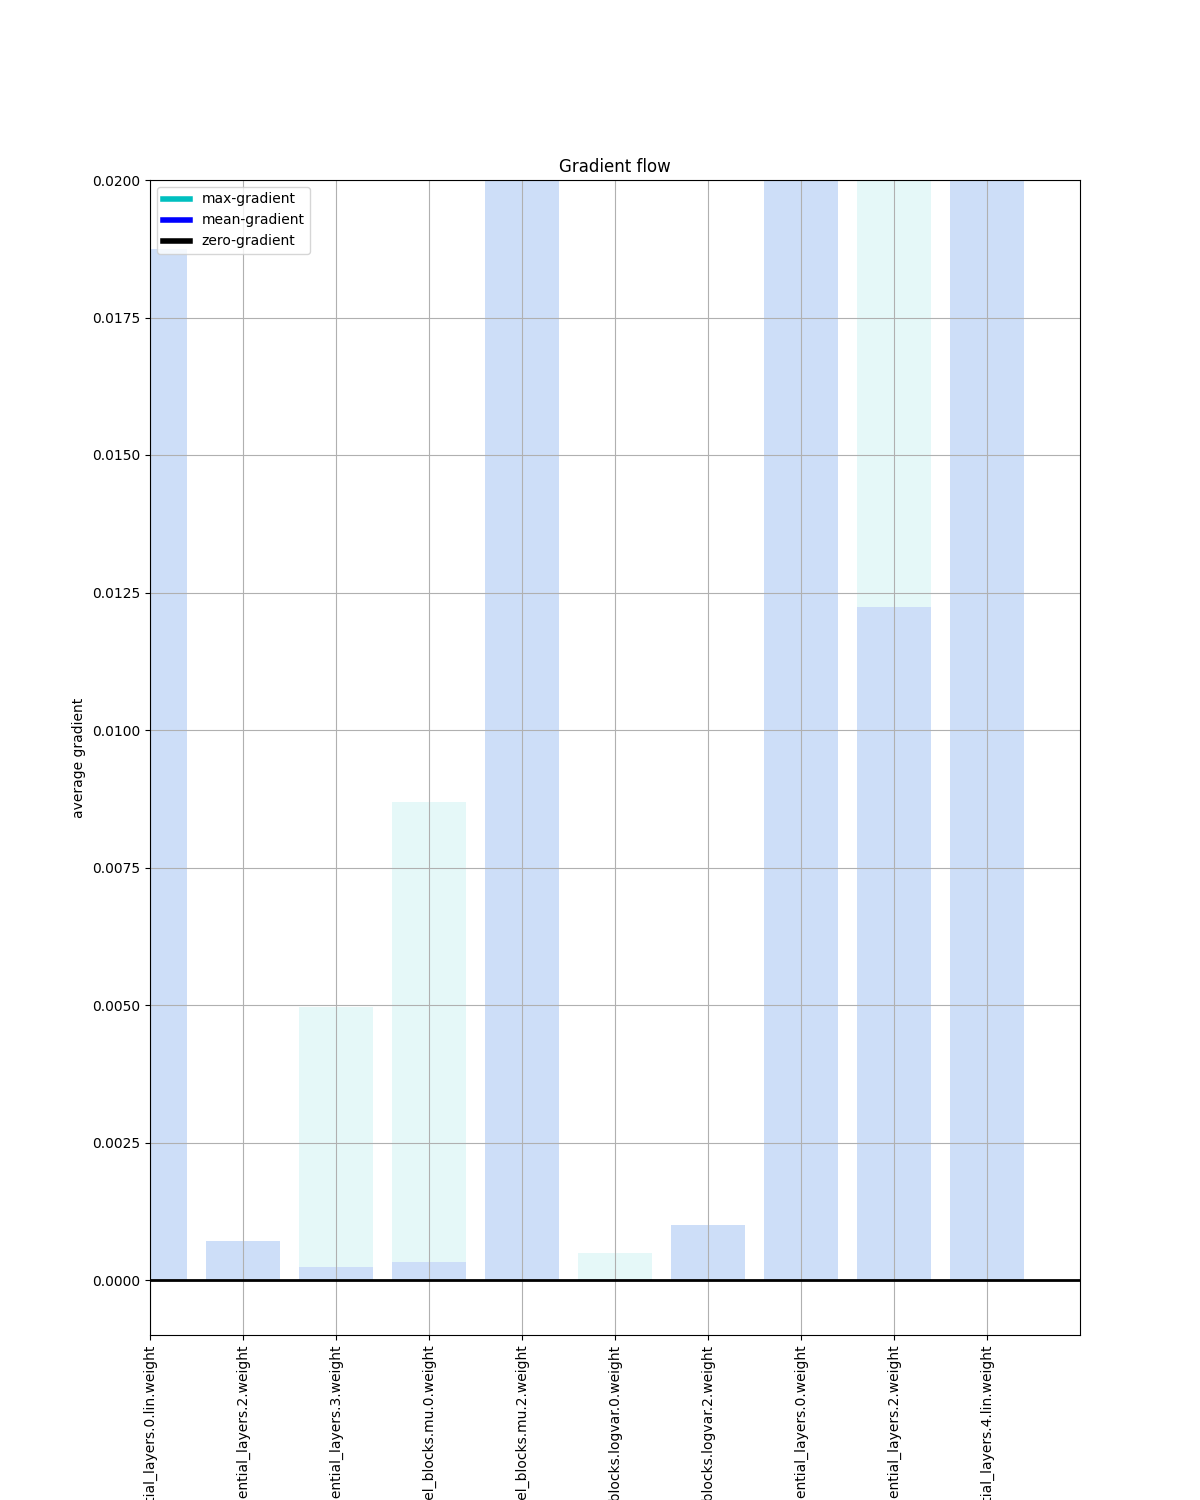 Gradient flow
max-gradient
mean-gradient
zero-gradient
0.0200
0.0175
0.0150
0.0125
0.0100
0.0075
0.0050
0.0025
0.0000
average gradient
tial_layers.0.lin.weight
ential_layers.2.weight
ential_layers.3.weight
el_blocks.mu.0.weight
el_blocks.mu.2.weight
blocks.logvar.0.weight
blocks.logvar.2.weight
ential_layers.0.weight
ential_layers.2.weight
tial_layers.4.lin.weight